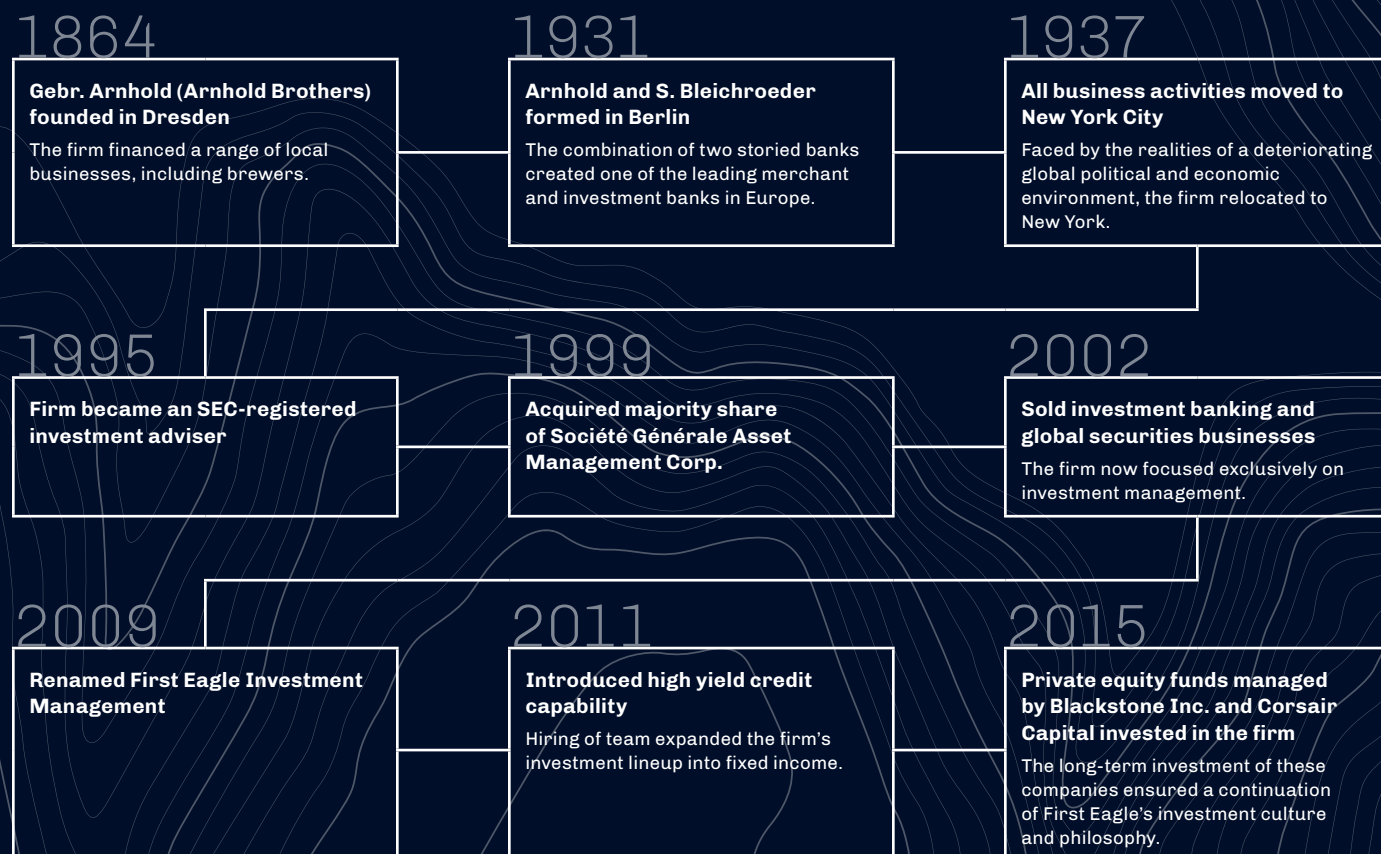 1864
Gebr. Arnhold (Arnhold Brothers)
founded in Dresden
The firm financed a range of local
businesses, including brewers.
1931
Arnhold and S. Bleichroeder
formed in Berlin
The combination of two storied banks
created one of the leading merchant
and investment banks in Europe.
1937
All business activities moved to
New York City
Faced by the realities of a deteriorating
global political and economic
environment, the firm relocated to
New York.
1995
Firm became an SEC-registered
investment adviser
1999
Acquired majority share
of Société Générale Asset
Management Corp.
2002
Sold investment banking and
global securities businesses
The firm now focused exclusively on
investment management.
2009
Renamed First Eagle Investment
Management
2011
Introduced high yield credit
capability
Hiring of team expanded the firm’s
investment lineup into fixed income.
2015
Private equity funds managed
by Blackstone Inc. and Corsair
Capital invested in the firm
The long-term investment of these
companies ensured a continuation
of First Eagle’s investment culture
and philosophy.